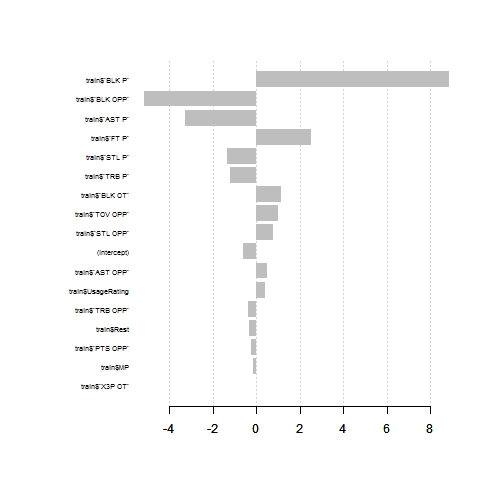 train$`BLK P`
train$`BLK OPP`
train$`AST P`
train$`FT P`
train$`STL P`
train$`TRB P`
train$`BLK OT`
train$`TOV OPP`
train$`STL OPP`
(Intercept)
train$`AST OPP`
train$UsageRating
train$`TRB OPP`
train$Rest
train$`PTS OPP`
train$MP
train$`X3P OT`
-4 -2 0 2 4 6 8